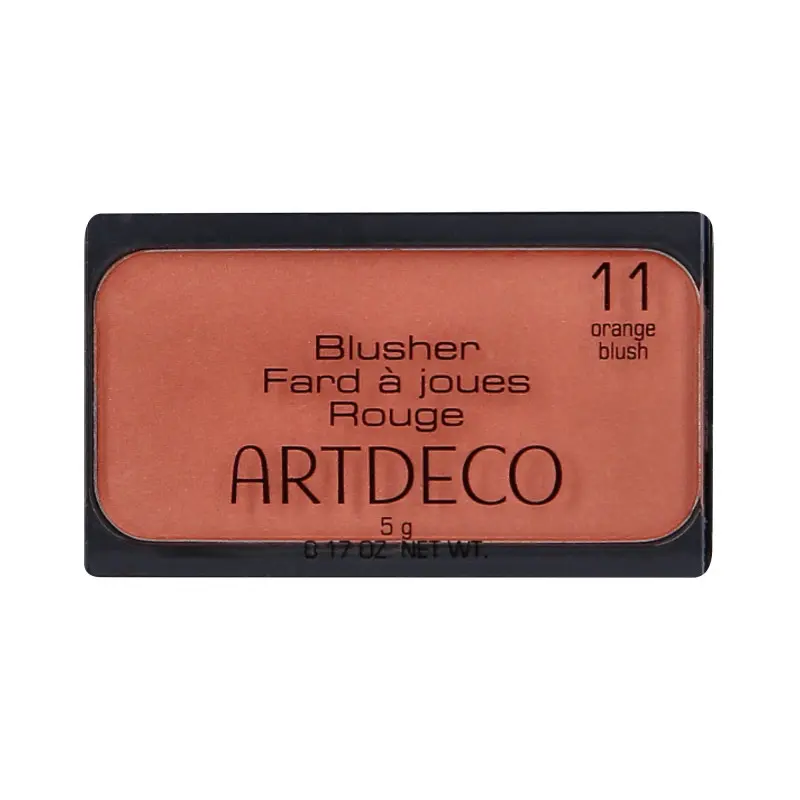 11
orange
blush
Blusher
Fard à joues
Rouge
ARTDECO
5 g
0.17 OZ. NET WT.